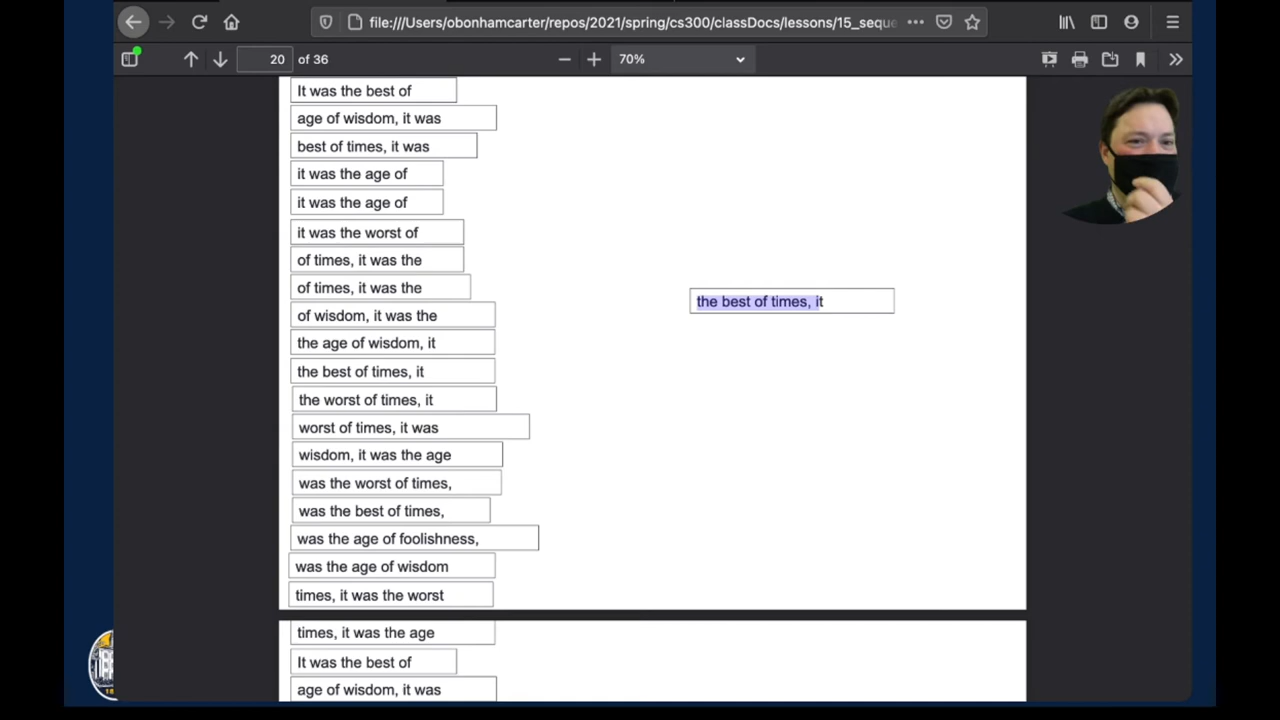 file:///Users/obonhamcarter/repos/2021/spring/cs300/classDocs/lessons/15_seque
20 of 36
70%
It was the best of
age of wisdom, it was
best of times, it was
it was the age of
it was the age of
it was the worst of
of times, it was the
of times, it was the
the best of times, it
of wisdom, it was the
the age of wisdom, it
the best of times, it
the worst of times, it
worst of times, it was
wisdom, it was the age
was the worst of times,
was the best of times,
was the age of foolishness,
was the age of wisdom
times, it was the worst
times, it was the age
It was the best of
age of wisdom, it was